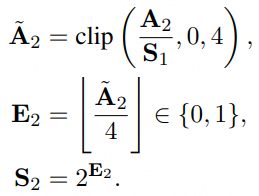 Ã₂ = clip ( A₂ / S₁ , 0, 4 ) ,
E₂ = ⌊ Ã₂ / 4 ⌋ ∈ {0, 1},
S₂ = 2^E₂.